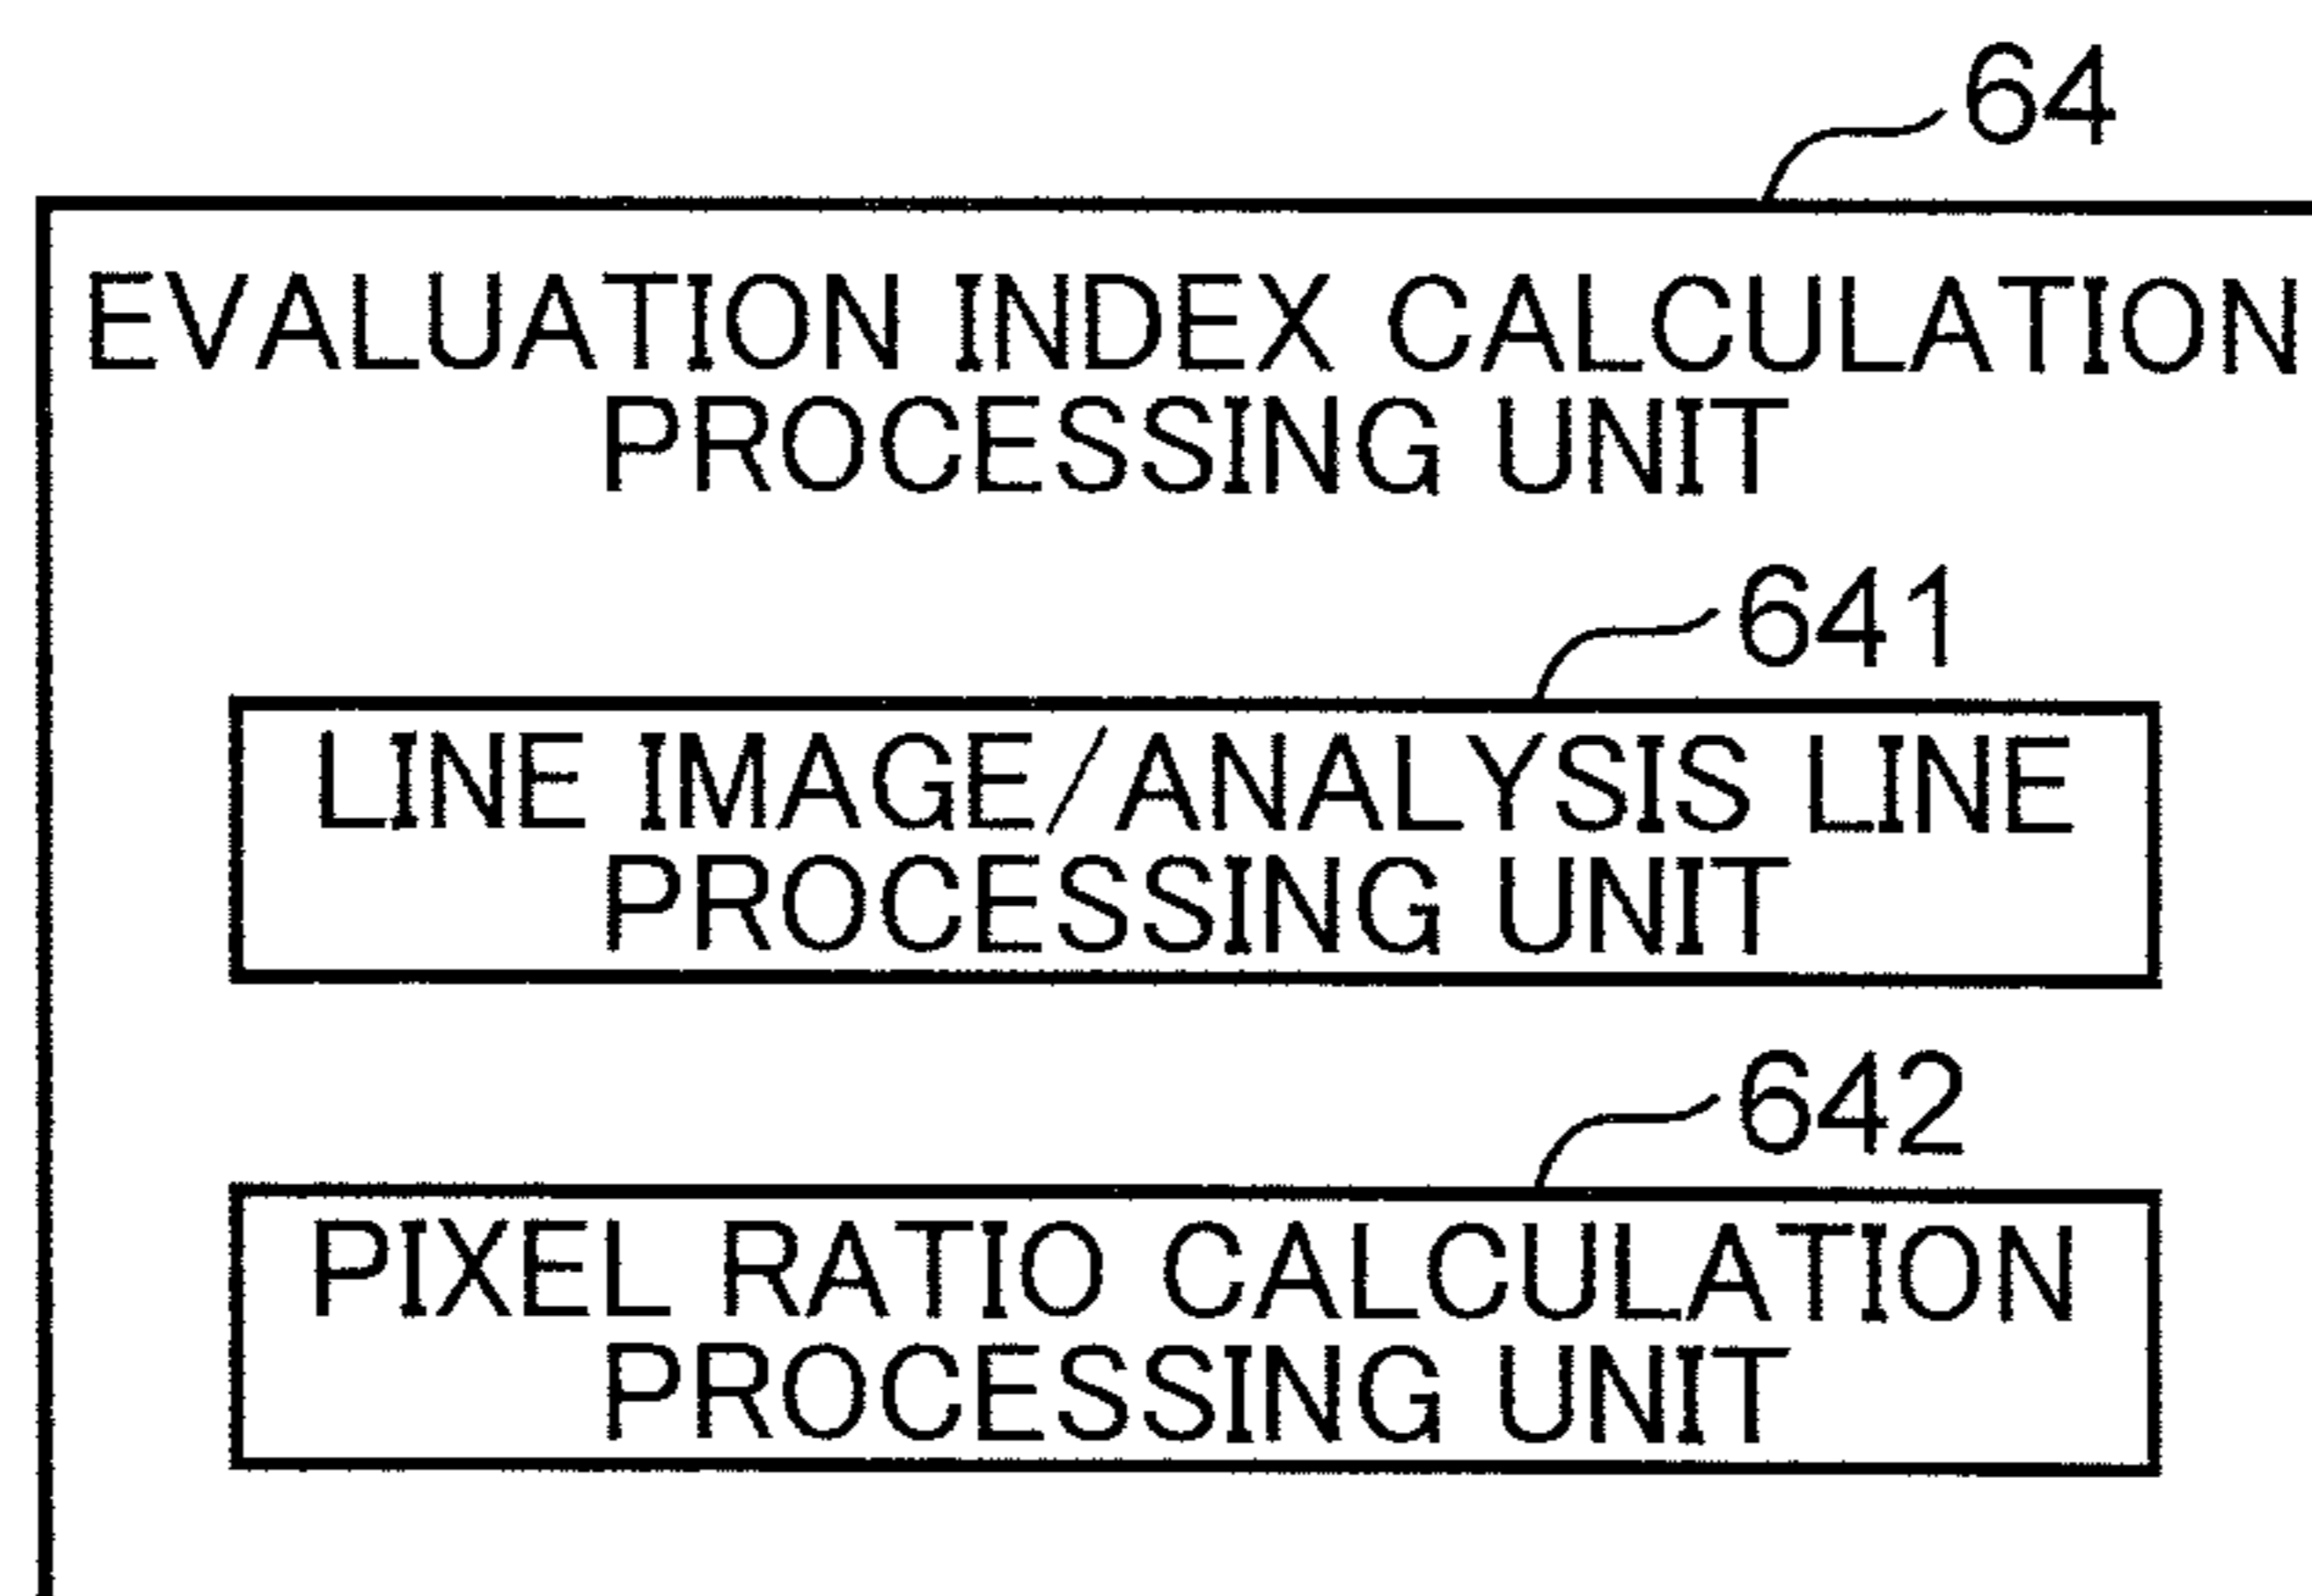 64
EVALUATION INDEX CALCULATION
PROCESSING UNIT
641
LINE IMAGE/ANALYSIS LINE
PROCESSING UNIT
642
PIXEL RATIO CALCULATION
PROCESSING UNIT